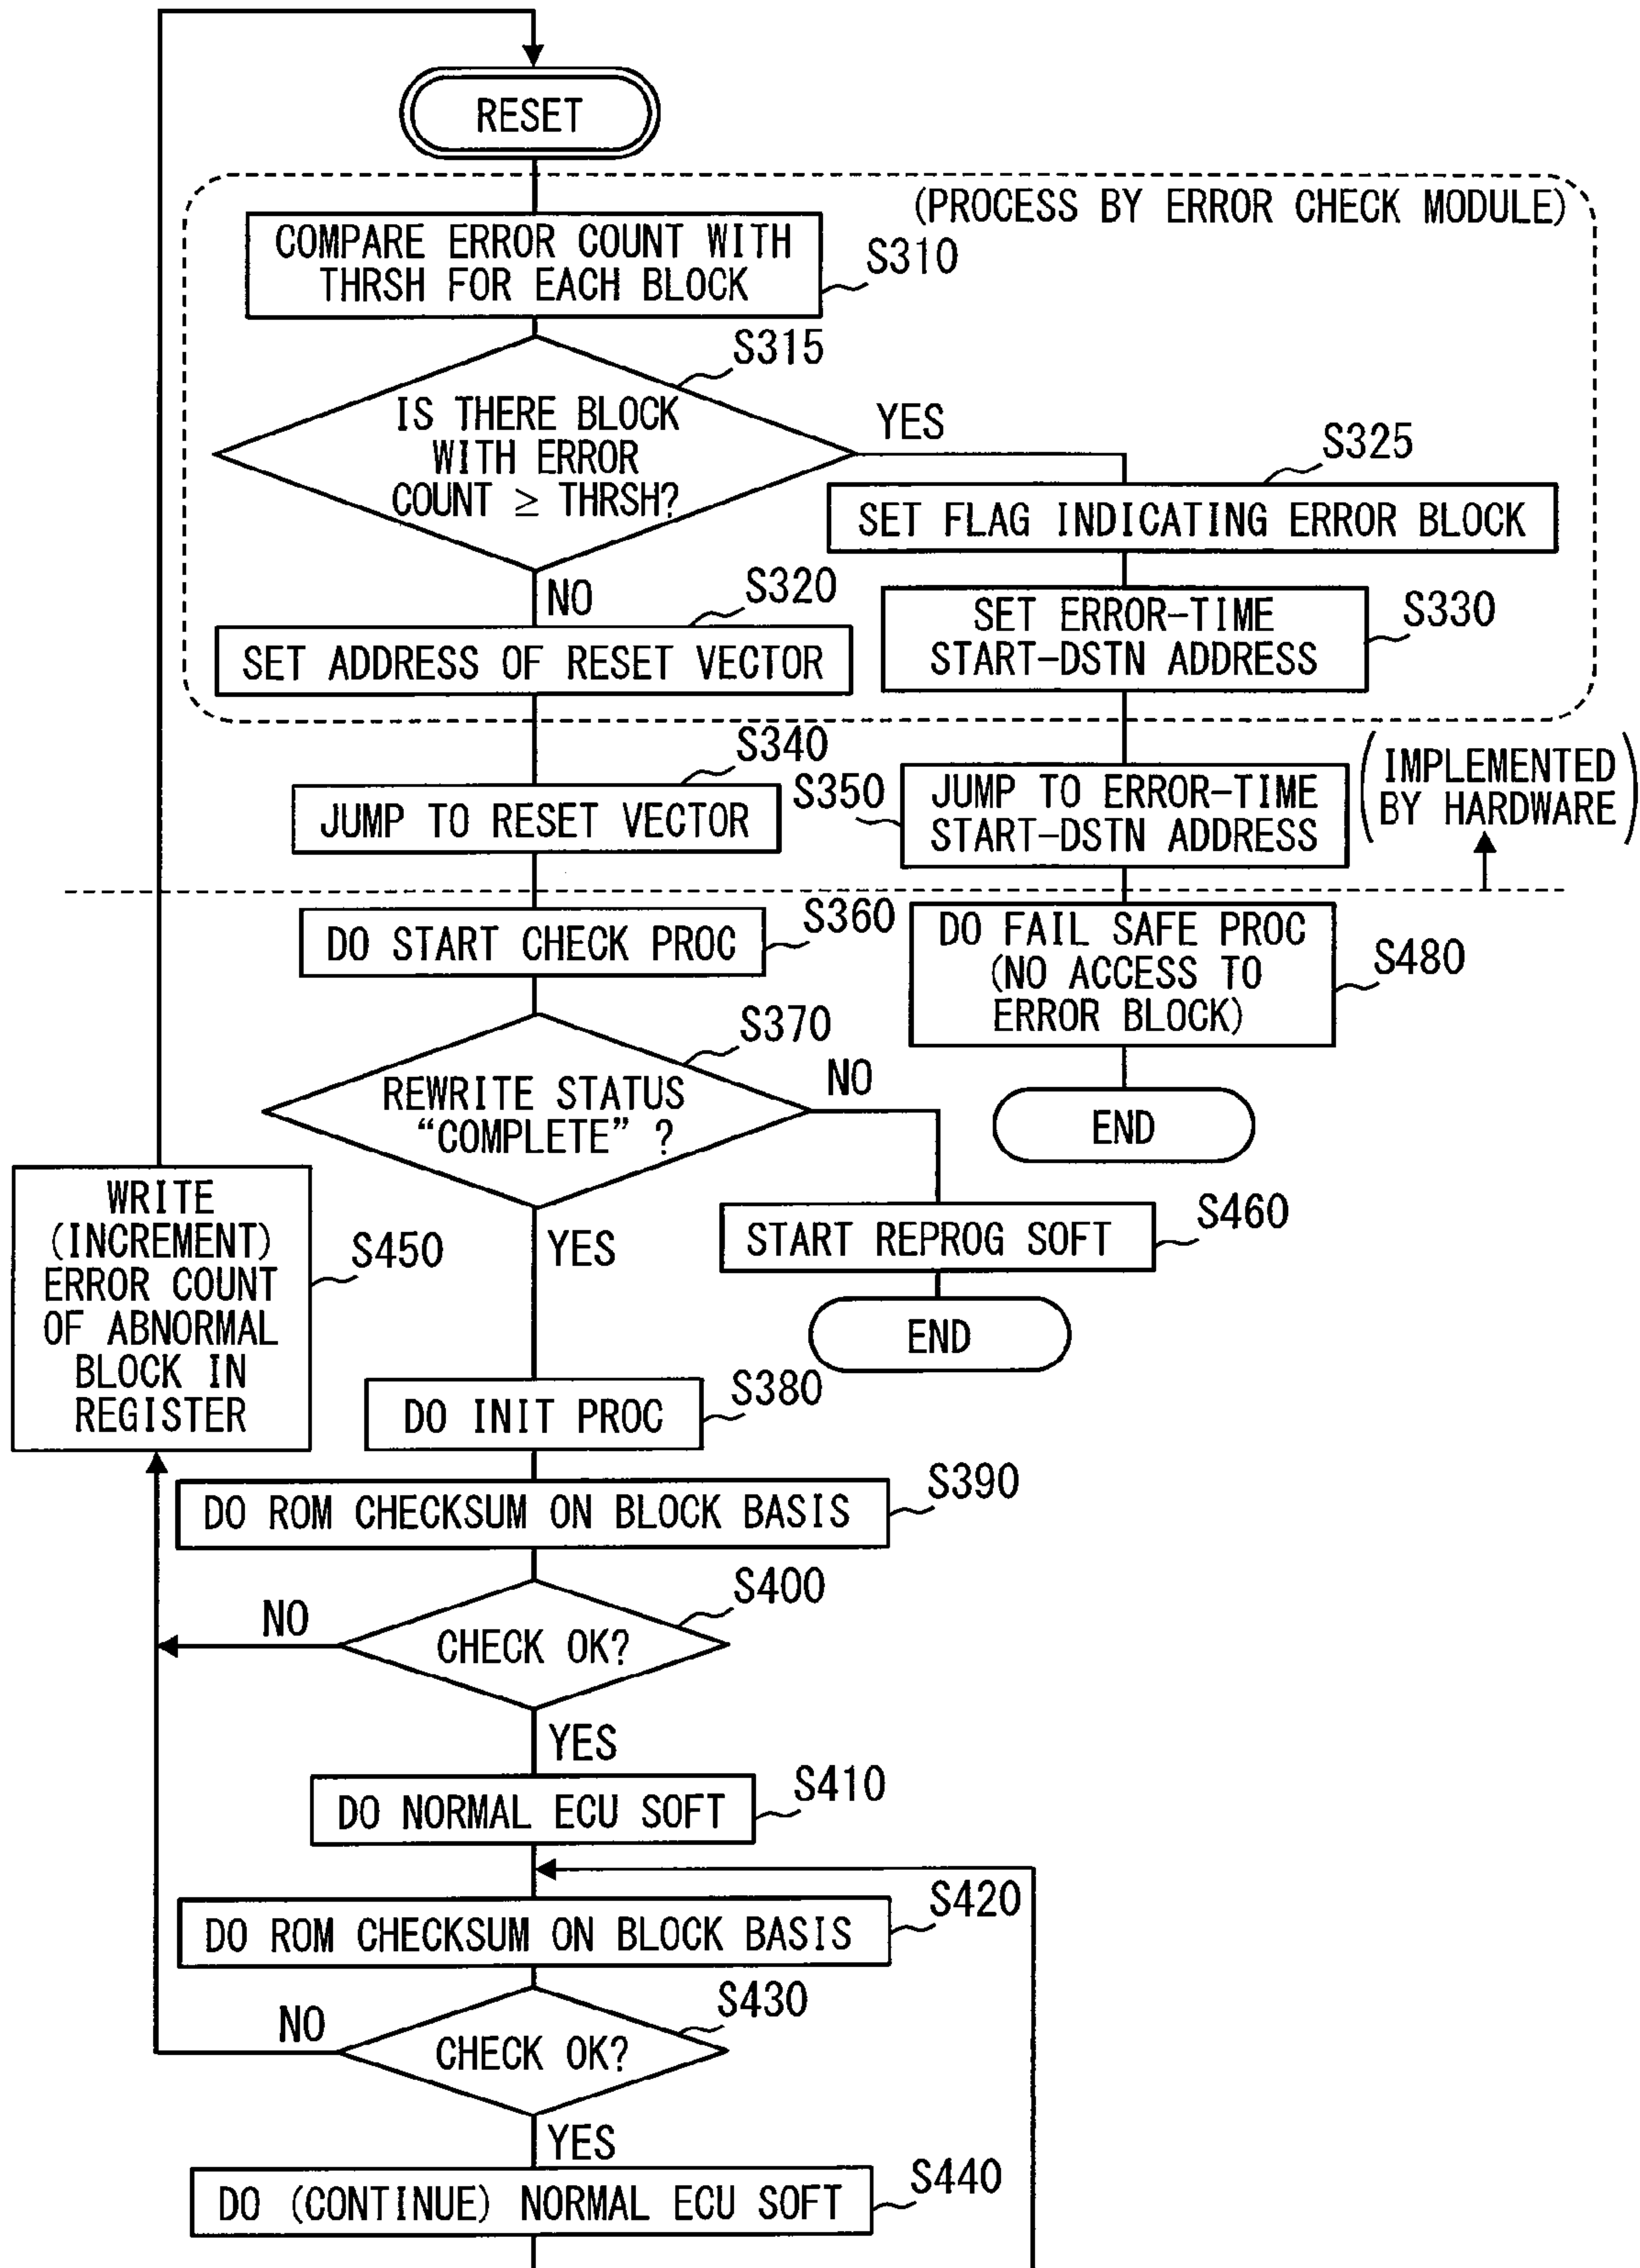 RESET
(PROCESS BY ERROR CHECK MODULE)
COMPARE ERROR COUNT WITH
THRSH FOR EACH BLOCK
S310
S315
IS THERE BLOCK
WITH ERROR
COUNT ≥ THRSH?
YES
S325
SET FLAG INDICATING ERROR BLOCK
NO
S320
SET ADDRESS OF RESET VECTOR
SET ERROR-TIME
START-DSTN ADDRESS
S330
S340
JUMP TO RESET VECTOR
S350
JUMP TO ERROR-TIME
START-DSTN ADDRESS
(IMPLEMENTED
BY HARDWARE)
S360
DO START CHECK PROC
DO FAIL SAFE PROC
(NO ACCESS TO
ERROR BLOCK)
S480
END
S370
REWRITE STATUS
“COMPLETE” ?
NO
YES
START REPROG SOFT
S460
END
WRITE
(INCREMENT)
ERROR COUNT
OF ABNORMAL
BLOCK IN
REGISTER
S450
S380
DO INIT PROC
S390
DO ROM CHECKSUM ON BLOCK BASIS
S400
CHECK OK?
NO
YES
S410
DO NORMAL ECU SOFT
S420
DO ROM CHECKSUM ON BLOCK BASIS
S430
CHECK OK?
NO
YES
S440
DO (CONTINUE) NORMAL ECU SOFT